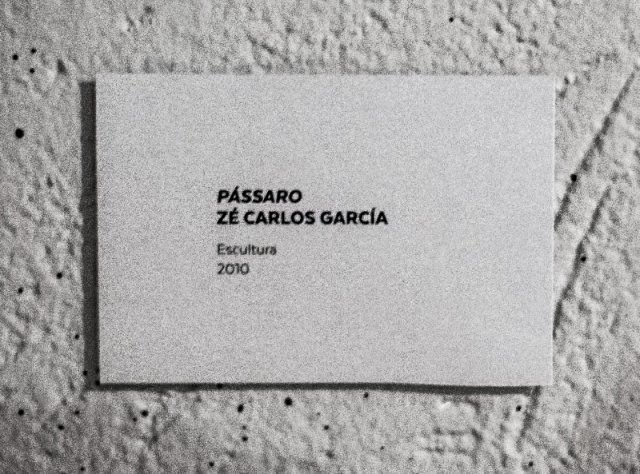 PÁSSARO
ZÉ CARLOS GARCÍA
Escultura
2010